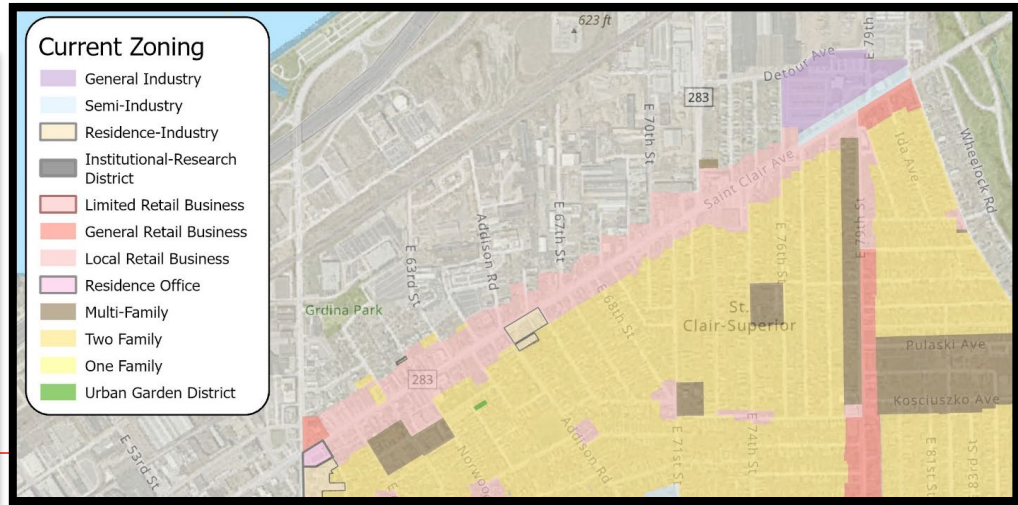 Current Zoning
General Industry
Semi-Industry
Residence-Industry
Institutional-Research
District
Limited Retail Business
General Retail Business
Local Retail Business
Residence Office
Multi-Family
Two Family
One Family
Urban Garden District
623 ft
E 79th
Detour Ave
283
E 70th St
Ida Ave
Wheelock Rd
Saint Clair Ave
Addison Rd
E 67th St
E 76th St
E 79th St
E 63rd St
Grdina Park
E 68th St
St.
Clair-Superior
Pulaski Ave
283
Kosciuszko Ave
E 53rd St
Norwoo
Addison Rd
E 71st St
E 74th St
E 81st St
E 83rd St
E